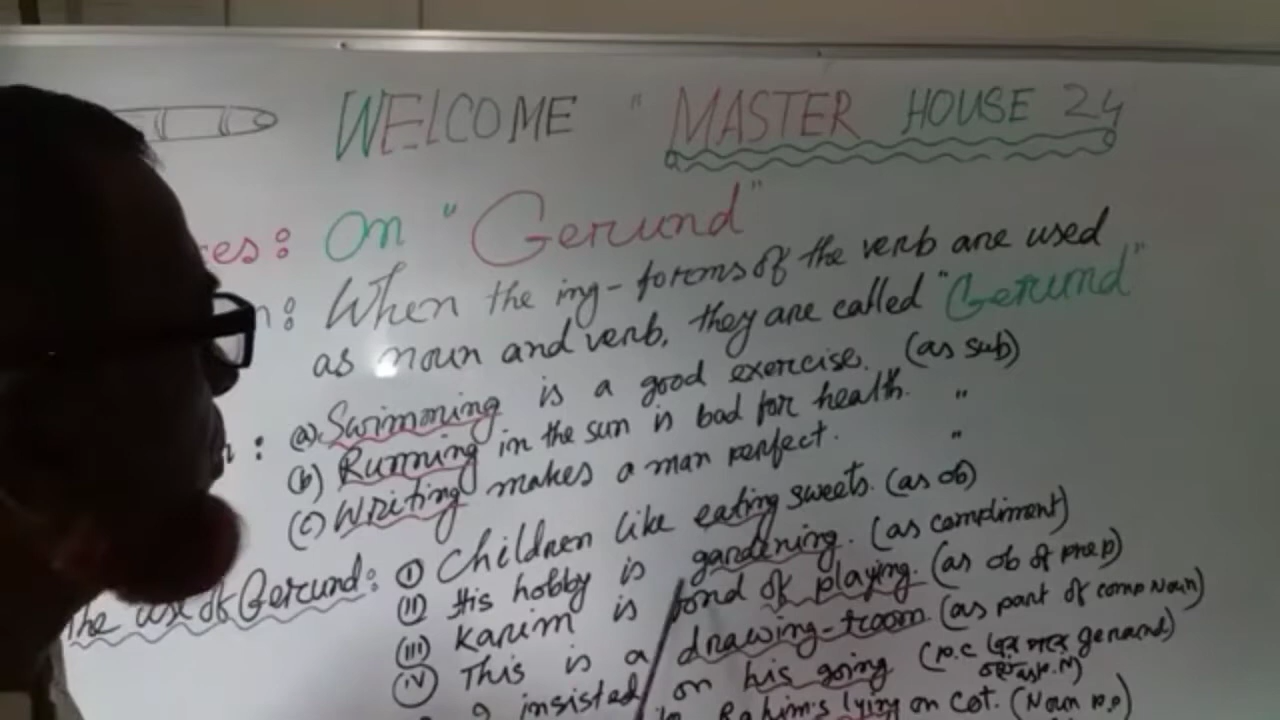 WELCOME "MASTER HOUSE 24
res: On "Gerund"
n: When the ing-forms of the verb are used
as noun and verb, they are called "Gerund"
: (a) Swimming is a good exercise. (as sub)
(b) Running in the sun is bad for health. "
(c) Writing makes a man perfect. "
The use of Gerund: (I) Children like eating sweets. (as ob)
(II) His hobby is gardening. (as compliment)
(III) Karim is fond of playing. (as ob of prep)
(IV) This is a drawing-room. (as part of comp Noun)
I insisted on his going (p.c gerand)
Rahim's lying on cot. (Noun p.p)